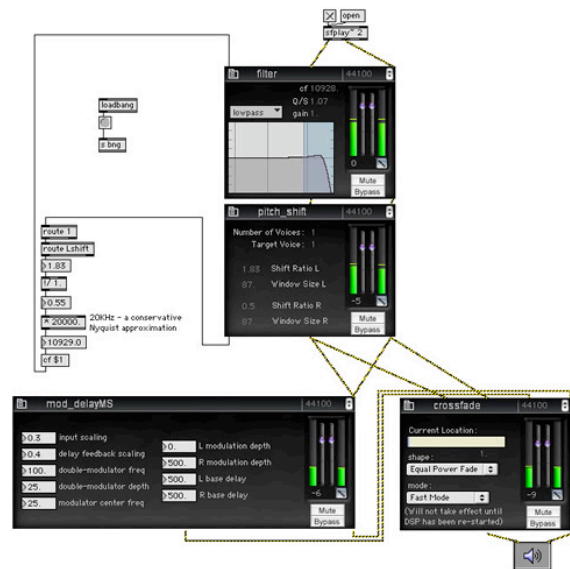 open
sfplay~ 2
filter 44100
cf 10928.
Q/S 1.07
lowpass gain 1.
0
Mute
Bypass
loadbang
s bng
pitch_shift 44100
Number of Voices: 1
Target Voice: 1
1.83 Shift Ratio L
87. Window Size L
0.5 Shift Ratio R
87 Window Size R
-5
Mute
Bypass
route 1
route Lshift
1.83
!/ 1.
0.55
* 20000.
20KHz - a conservative
Nyquist approximation
10929.0
cf $1
mod_delayMS 44100
0.3 input scaling
0.4 delay feedback scaling
100. double-modulator freq
25. double-modulator depth
25. modulator center freq
0. L modulation depth
500. R modulation depth
500. L base delay
500. R base delay
-6
Mute
Bypass
crossfade 44100
Current Location:
shape: 1.
Equal Power Fade
mode:
Fast Mode
(Will not take effect until
DSP has been re-started)
-9
Mute
Bypass